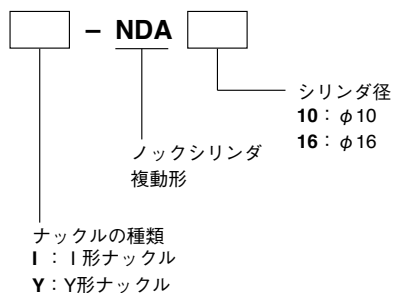 – NDA
シリンダ径
10：φ10
16：φ16
ノックシリンダ
複動形
ナックルの種類
I ：I 形ナックル
Y：Y形ナックル